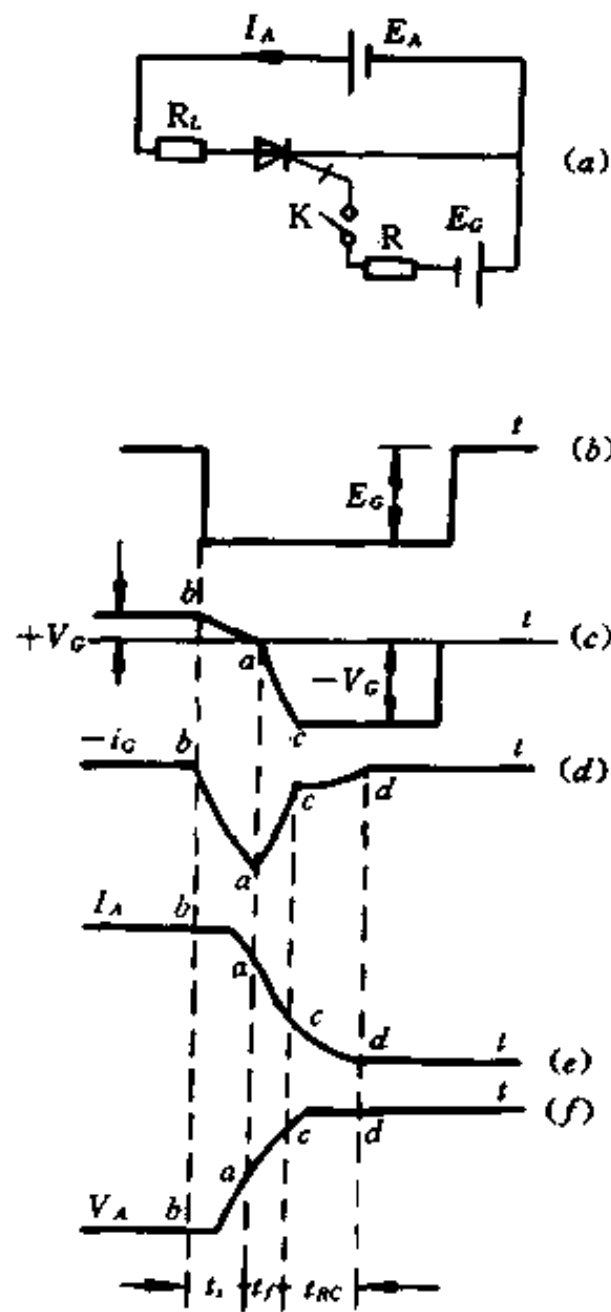 I_A E_A
R_L (a)
K R E_G
t (b)
E_G
b
+V_G a t (c)
-V_G
c
-i_G b t (d)
c d
a
I_A b
a
c d t (e)
t (f)
a c d
V_A b
t_s t_f t_RC